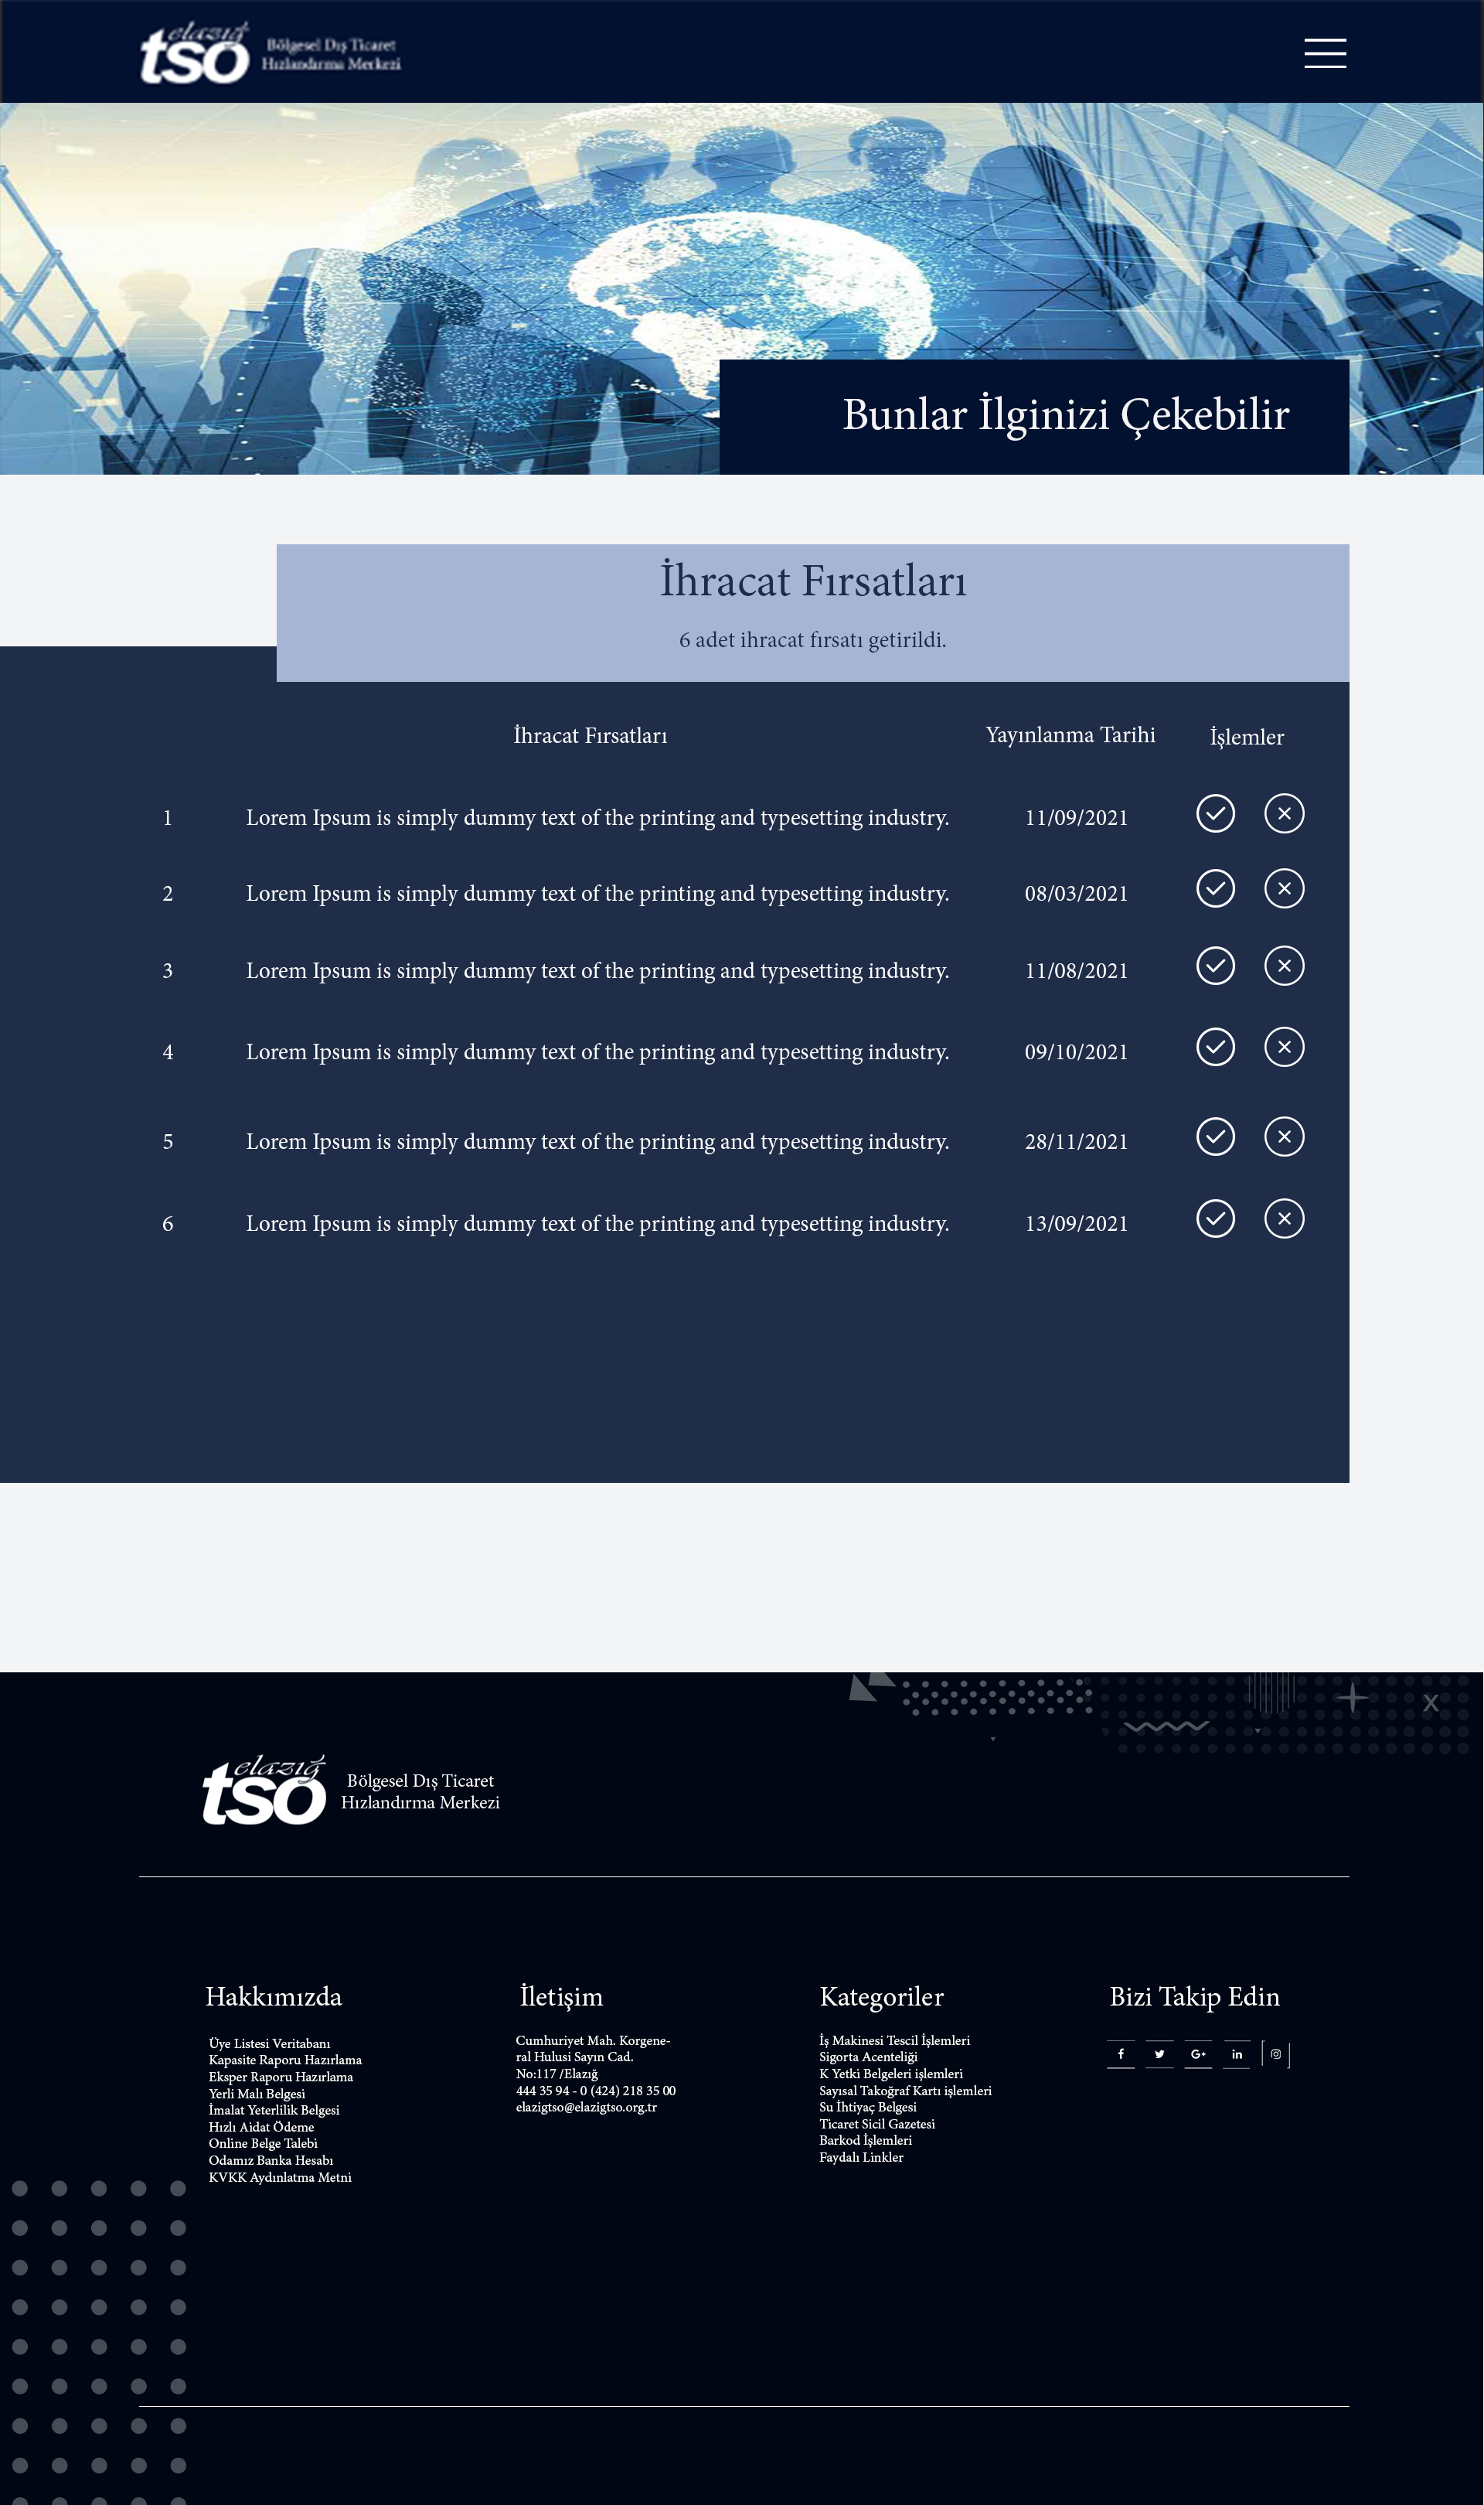 elazığ
tso
Bölgesel Dış Ticaret
Hızlandırma Merkezi
Bunlar İlginizi Çekebilir
İhracat Fırsatları
6 adet ihracat fırsatı getirildi.
İhracat Fırsatları Yayınlanma Tarihi İşlemler
1 Lorem Ipsum is simply dummy text of the printing and typesetting industry. 11/09/2021
2 Lorem Ipsum is simply dummy text of the printing and typesetting industry. 08/03/2021
3 Lorem Ipsum is simply dummy text of the printing and typesetting industry. 11/08/2021
4 Lorem Ipsum is simply dummy text of the printing and typesetting industry. 09/10/2021
5 Lorem Ipsum is simply dummy text of the printing and typesetting industry. 28/11/2021
6 Lorem Ipsum is simply dummy text of the printing and typesetting industry. 13/09/2021
elazığ
tso
Bölgesel Dış Ticaret
Hızlandırma Merkezi
Hakkımızda
Üye Listesi Veritabanı
Kapasite Raporu Hazırlama
Eksper Raporu Hazırlama
Yerli Malı Belgesi
İmalat Yeterlilik Belgesi
Hızlı Aidat Ödeme
Online Belge Talebi
Odamız Banka Hesabı
KVKK Aydınlatma Metni
İletişim
Cumhuriyet Mah. Korgene-
ral Hulusi Sayın Cad.
No:117 /Elazığ
444 35 94 - 0 (424) 218 35 00
elazigtso@elazigtso.org.tr
Kategoriler
İş Makinesi Tescil İşlemleri
Sigorta Acenteliği
K Yetki Belgeleri işlemleri
Sayısal Takoğraf Kartı işlemleri
Su İhtiyaç Belgesi
Ticaret Sicil Gazetesi
Barkod İşlemleri
Faydalı Linkler
Bizi Takip Edin
f G+ in